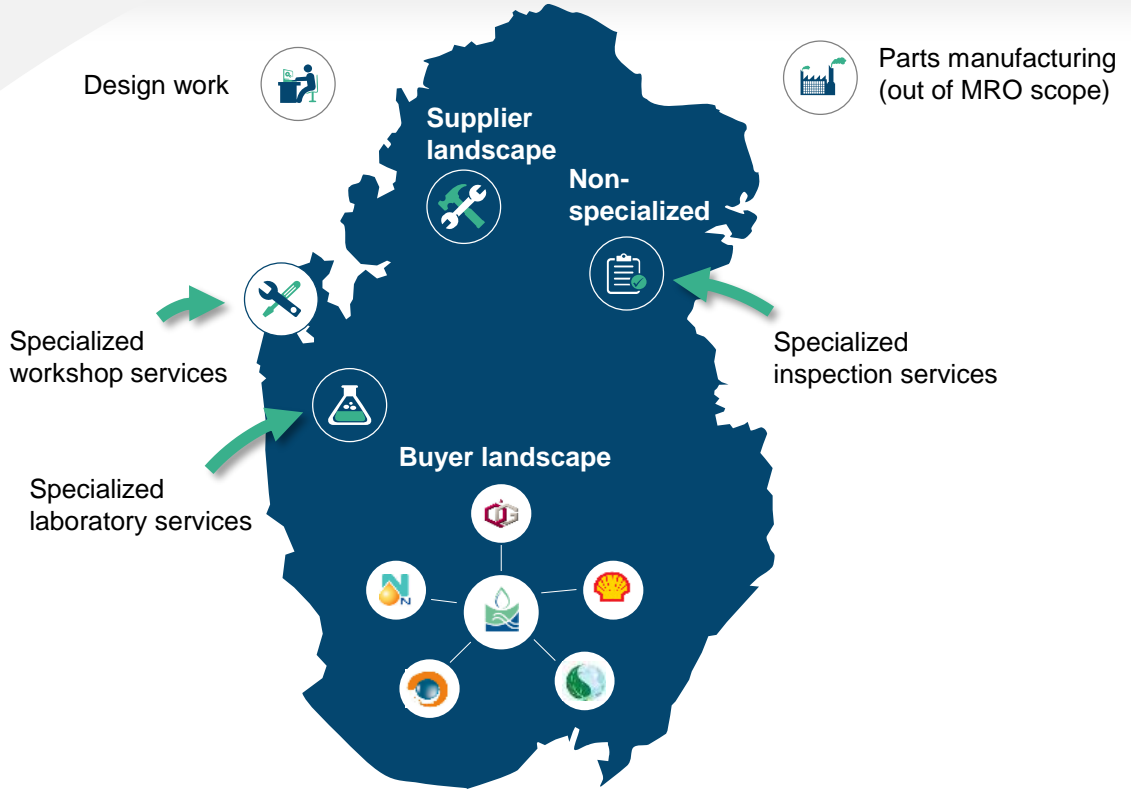 Design work
Parts manufacturing
(out of MRO scope)
Supplier
landscape
Non-
specialized
Specialized
workshop services
Specialized
inspection services
Specialized
laboratory services
Buyer landscape